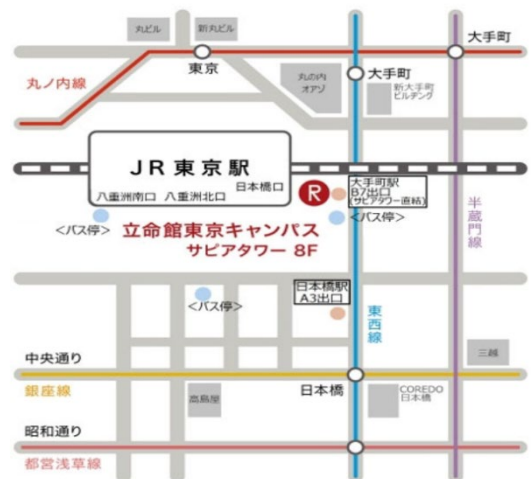 丸ビル
新丸ビル
大手町
東京
丸ノ内線
丸の内
オアゾ
大手町
新大手町
ビルヂング
JR東京駅
日本橋口
八重洲南口 八重洲北口
R
大手町駅
B7出口
(サピアタワー直結)
<バス停>
<バス停>
立命館東京キャンパス
サピアタワー 8F
半蔵門線
日本橋駅
A3出口
<バス停>
東西線
中央通り
三越
銀座線
高島屋
日本橋
COREDO
日本橋
昭和通り
都営浅草線